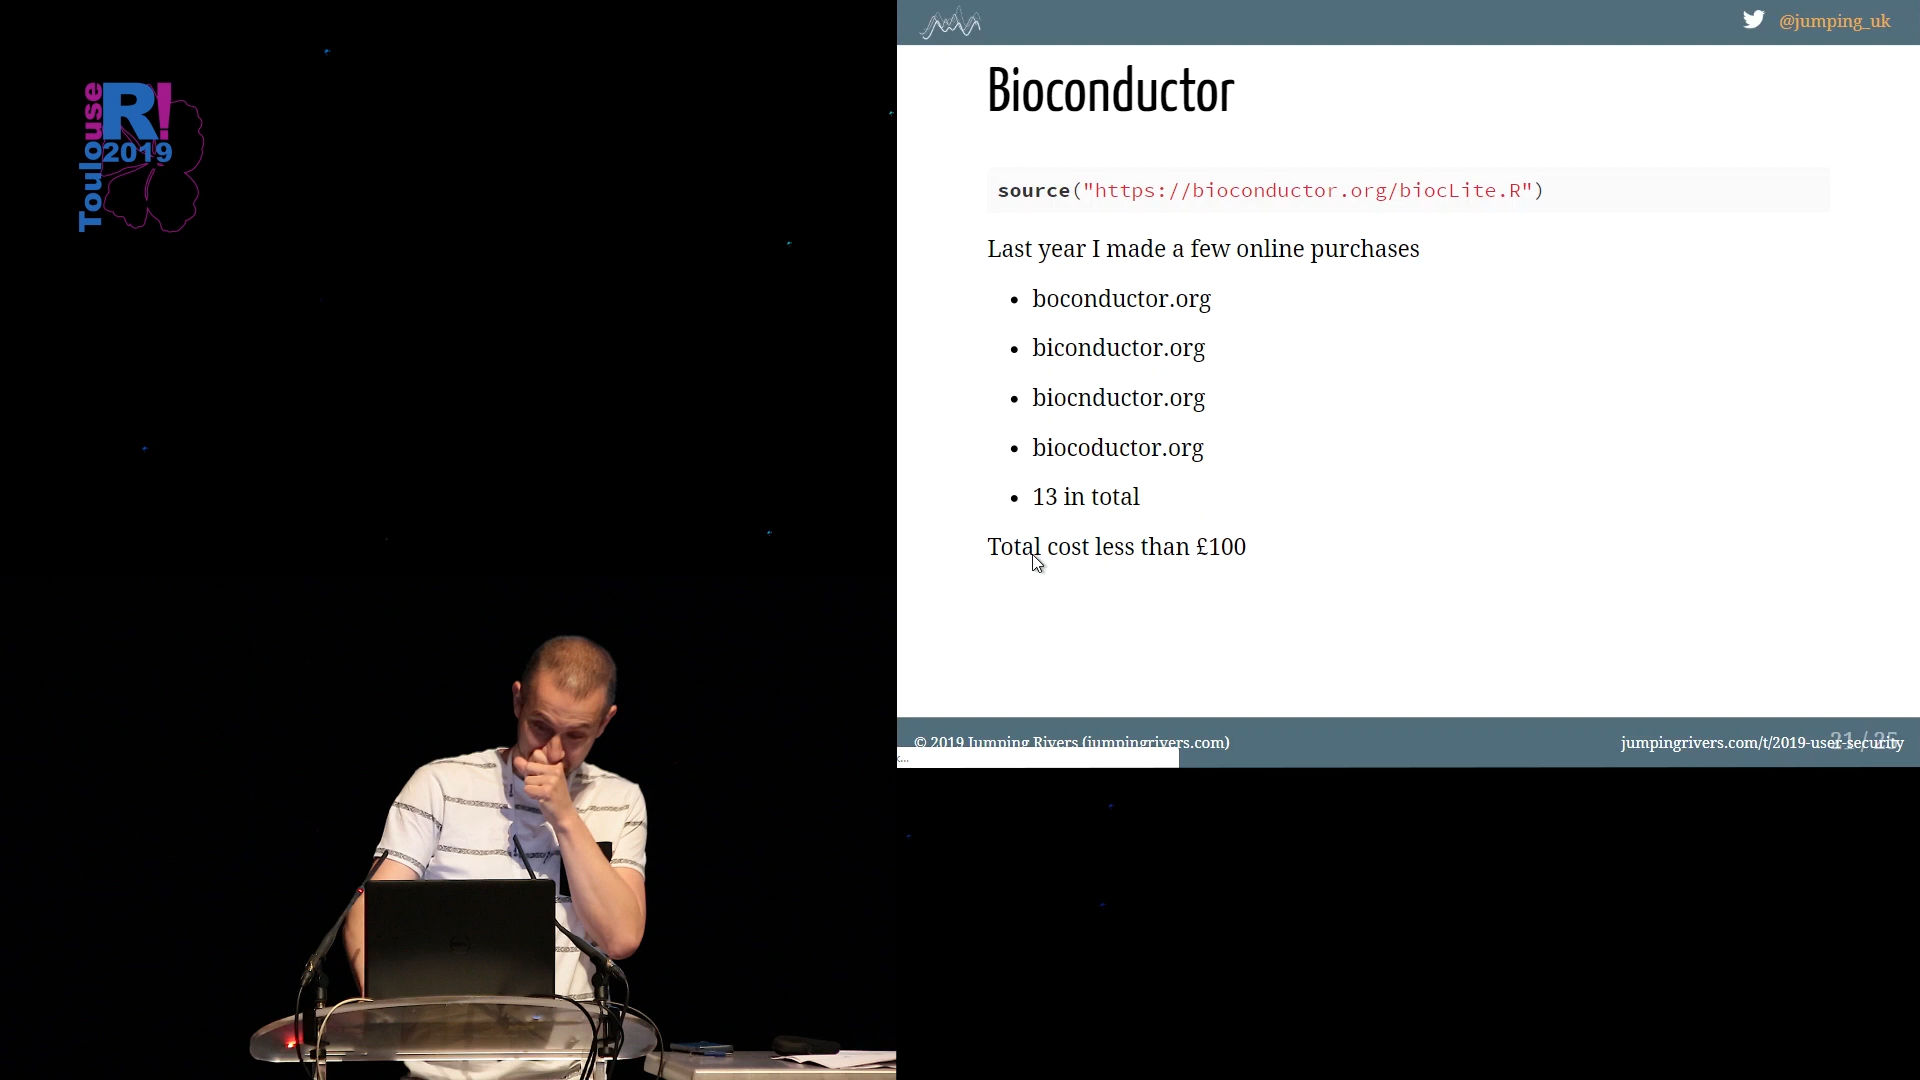 Toulouse
R!
2019
@jumping_uk
Bioconductor
source("https://bioconductor.org/biocLite.R")
Last year I made a few online purchases
• boconductor.org
• biconductor.org
• biocnductor.org
• biocoductor.org
• 13 in total
Total cost less than £100
© 2019 Jumping Rivers (jumpingrivers.com)
jumpingrivers.com/t/2019-user-security
21 / 25